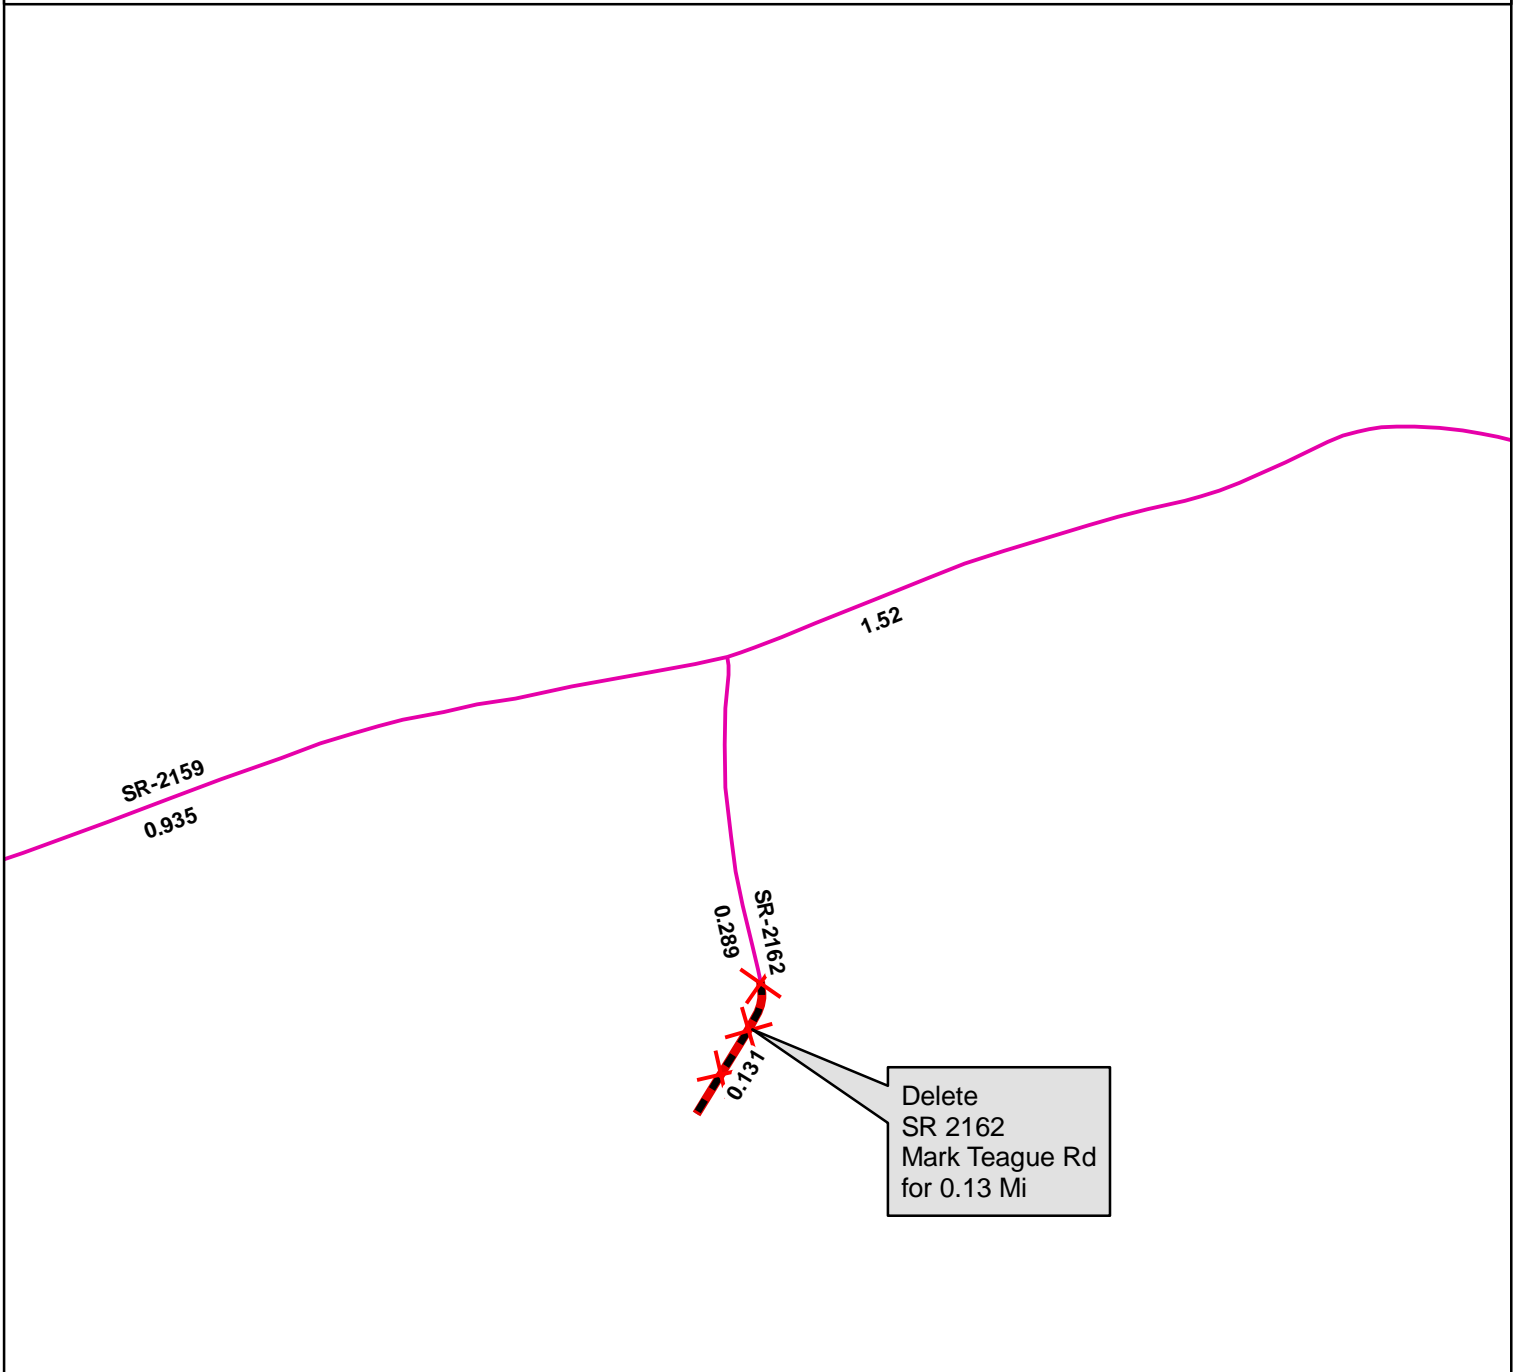 1.52
SR-2159
0.935
SR-2162
0.289
0.131
Delete
SR 2162
Mark Teague Rd
for 0.13 Mi